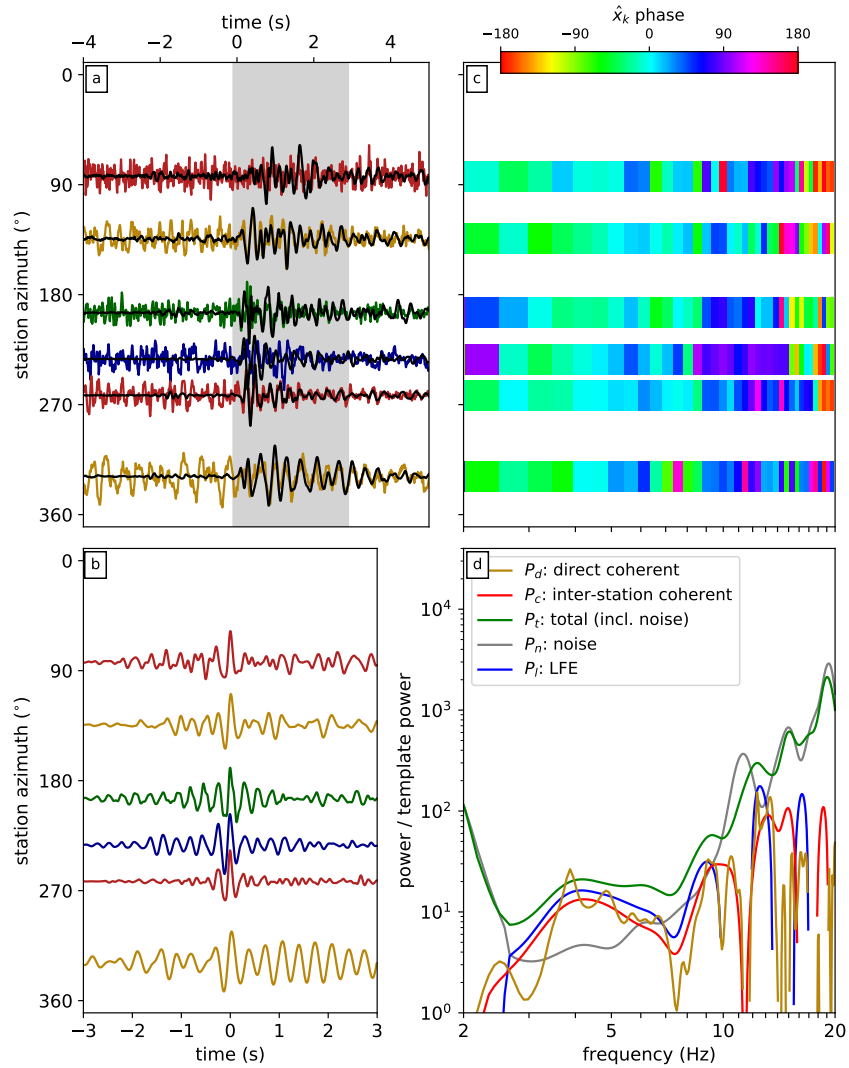 time (s)
−4 −2 0 2 4
x̂ₖ phase
−180 −90 0 90 180
a
c
station azimuth (°)
0
90
180
270
360
b
d
station azimuth (°)
0
90
180
270
360
−3 −2 −1 0 1 2 3
time (s)
P_d: direct coherent
P_c: inter-station coherent
P_t: total (incl. noise)
P_n: noise
P_l: LFE
power / template power
10⁴
10³
10²
10¹
10⁰
2 5 10 20
frequency (Hz)